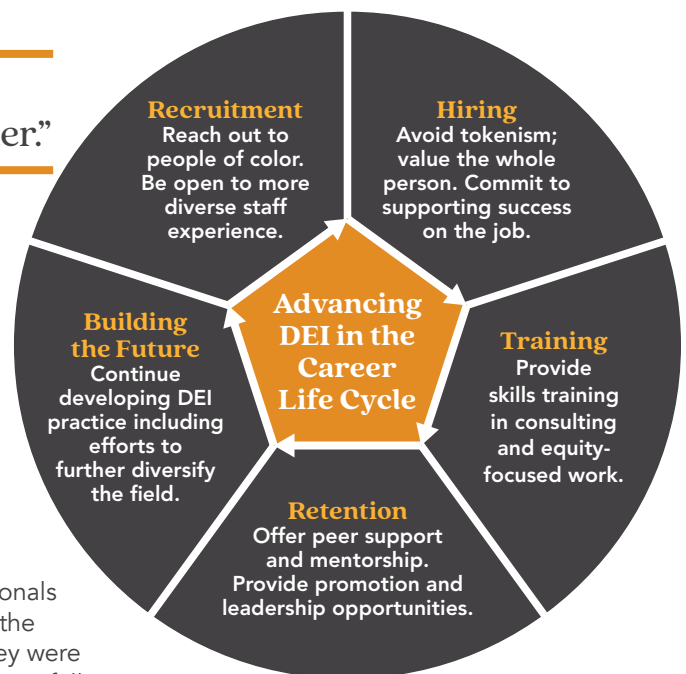 er.”
Recruitment
Reach out to
people of color.
Be open to more
diverse staff
experience.
Hiring
Avoid tokenism;
value the whole
person. Commit to
supporting success
on the job.
Training
Provide
skills training
in consulting
and equity-
focused work.
Retention
Offer peer support
and mentorship.
Provide promotion and
leadership opportunities.
Building
the Future
Continue
developing DEI
practice including
efforts to
further diversify
the field.
Advancing
DEI in the
Career
Life Cycle
onals
the
ey were